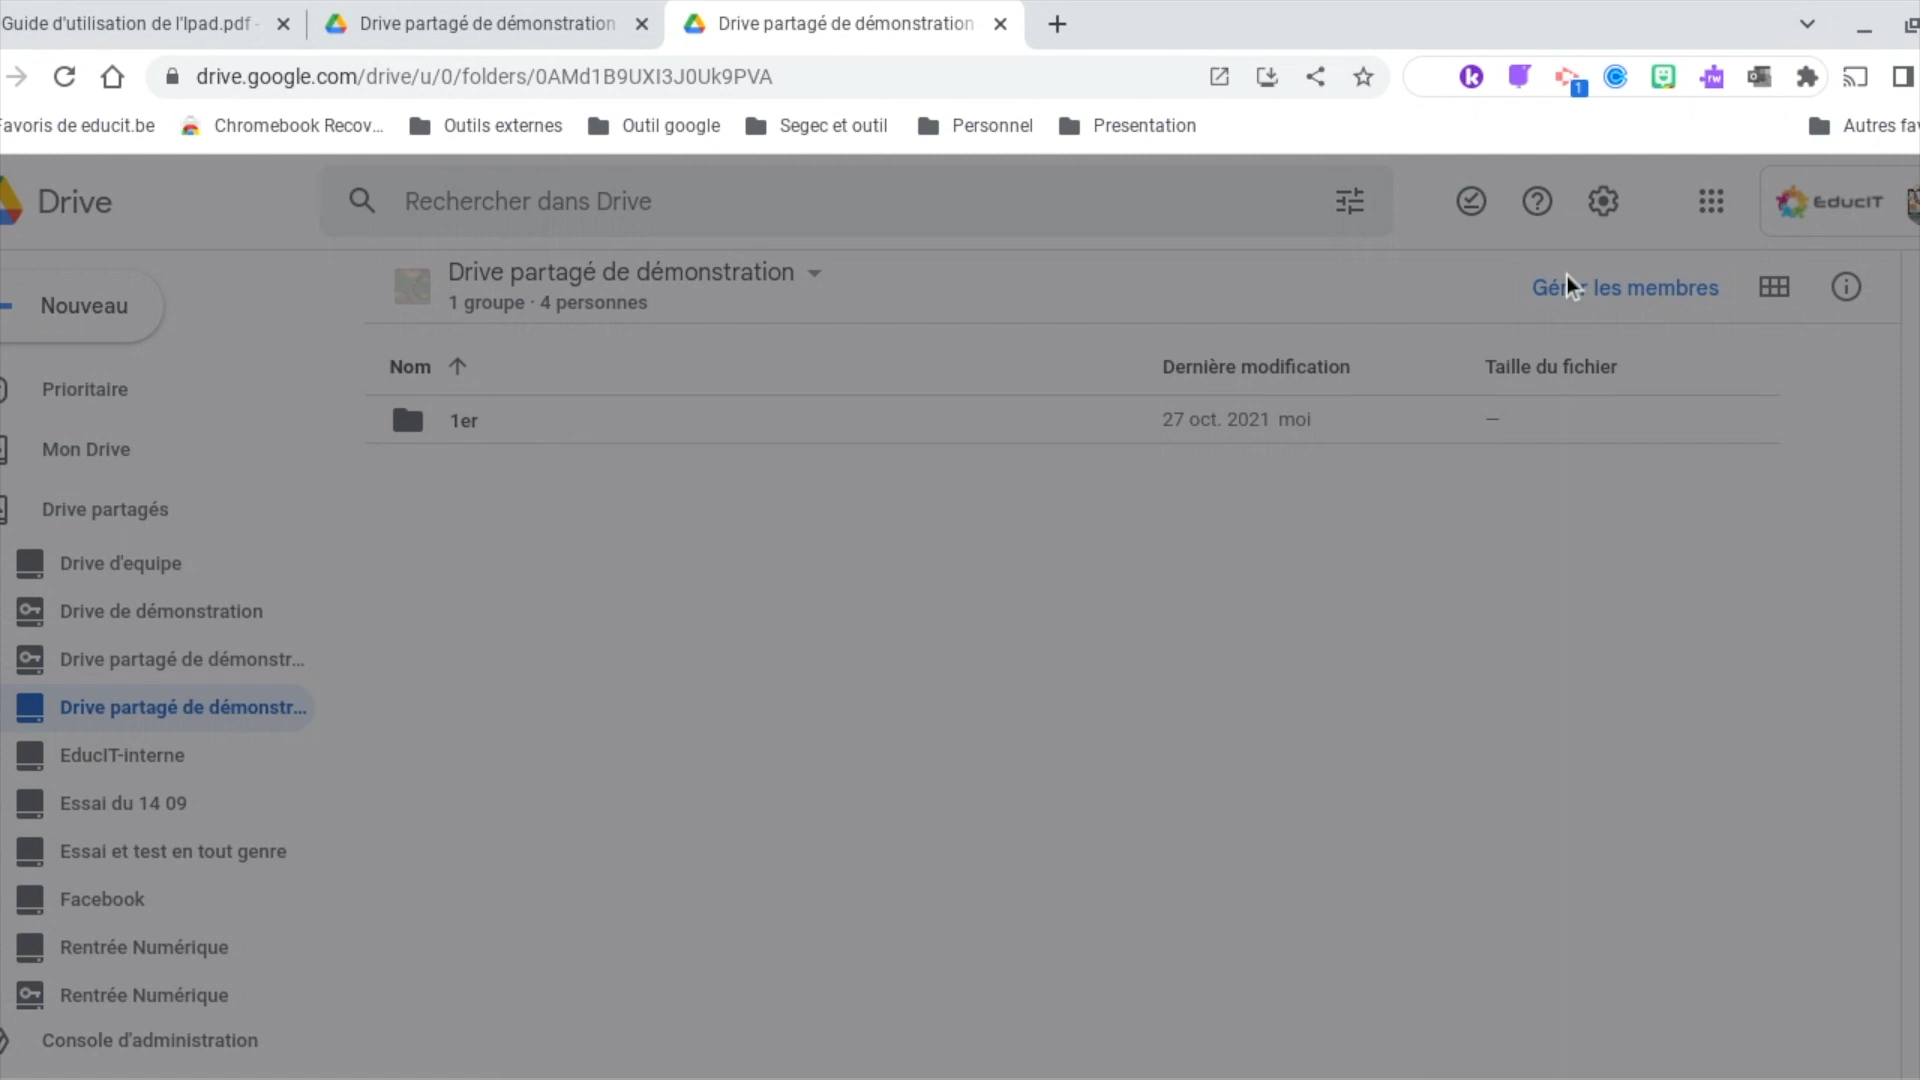 Guide d'utilisation de l'Ipad.pdf -
Drive partagé de démonstration
Drive partagé de démonstration
drive.google.com/drive/u/0/folders/0AMd1B9UXI3J0Uk9PVA
1
Favoris de educit.be
Chromebook Recov...
Outils externes
Outil google
Segec et outil
Personnel
Presentation
Autres fav
Drive
Rechercher dans Drive
EducIT
Nouveau
Drive partagé de démonstration
1 groupe · 4 personnes
Gérer les membres
Nom
Dernière modification
Taille du fichier
1er
27 oct. 2021 moi
—
Prioritaire
Mon Drive
Drive partagés
Drive d'equipe
Drive de démonstration
Drive partagé de démonstr...
Drive partagé de démonstr...
EducIT-interne
Essai du 14 09
Essai et test en tout genre
Facebook
Rentrée Numérique
Rentrée Numérique
Console d'administration